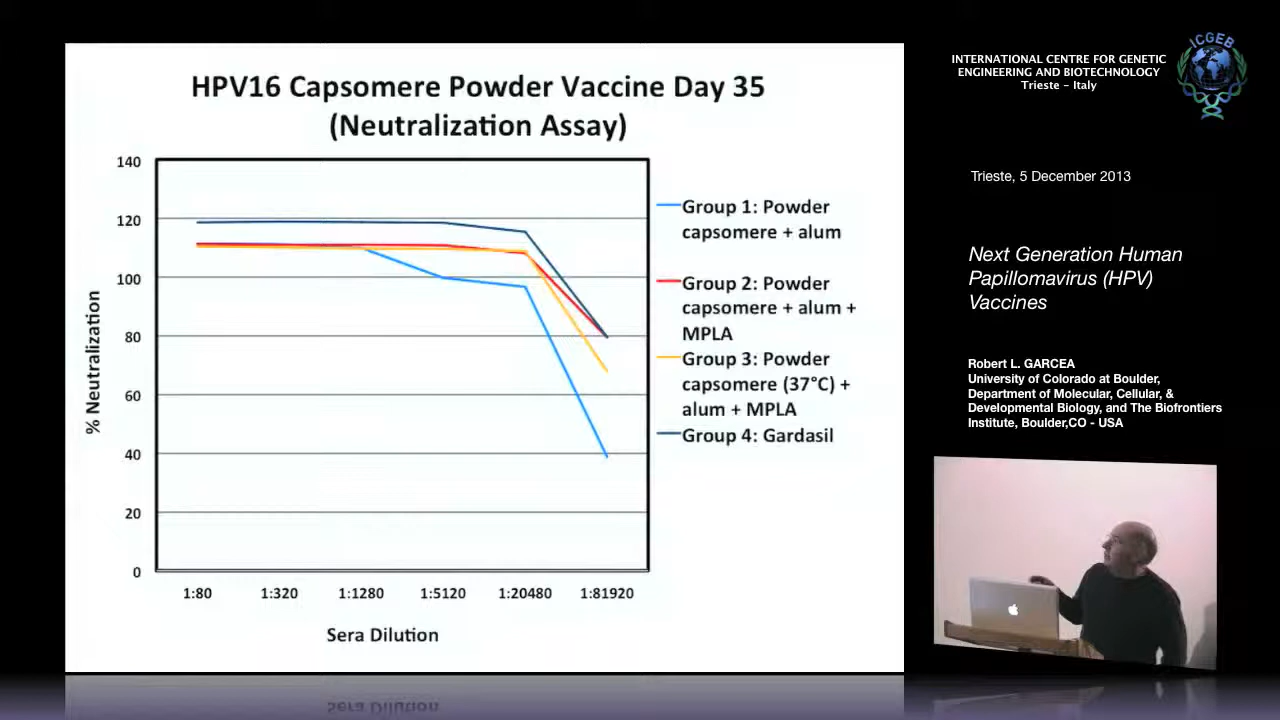 HPV16 Capsomere Powder Vaccine Day 35
(Neutralization Assay)
140
120
100
80
60
40
20
0
% Neutralization
1:80
1:320
1:1280
1:5120
1:20480
1:81920
Sera Dilution
Group 1: Powder
capsomere + alum
Group 2: Powder
capsomere + alum +
MPLA
Group 3: Powder
capsomere (37°C) +
alum + MPLA
Group 4: Gardasil
INTERNATIONAL CENTRE FOR GENETIC
ENGINEERING AND BIOTECHNOLOGY
Trieste - Italy
ICGEB
Trieste, 5 December 2013
Next Generation Human
Papillomavirus (HPV)
Vaccines
Robert L. GARCEA
University of Colorado at Boulder,
Department of Molecular, Cellular, &
Developmental Biology, and The Biofrontiers
Institute, Boulder,CO - USA
Sera Dilution